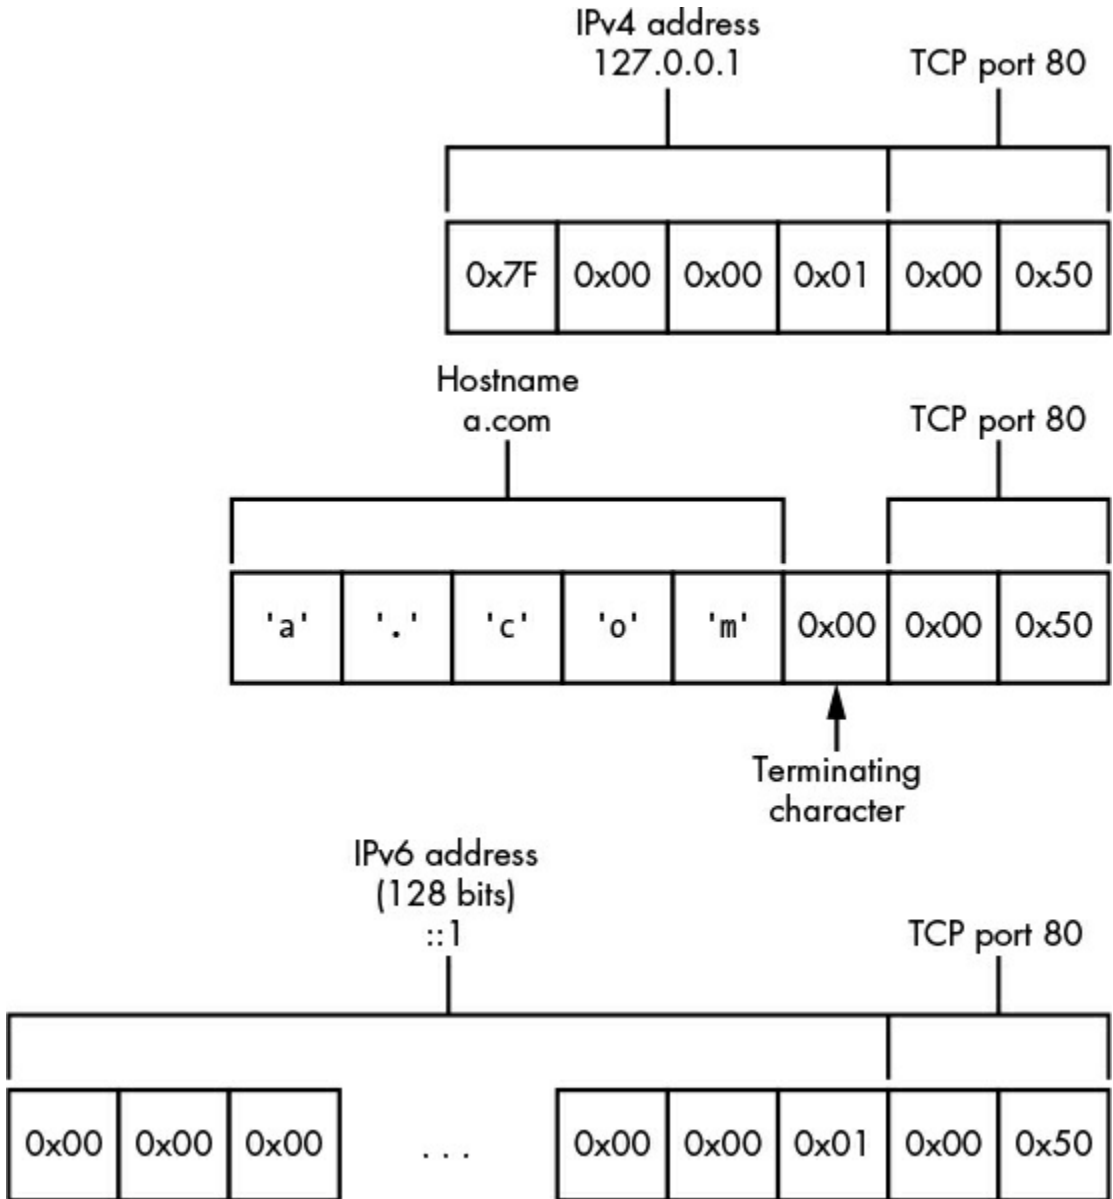 IPv4 address
127.0.0.1
TCP port 80
0x7F 0x00 0x00 0x01 0x00 0x50
Hostname
a.com
TCP port 80
'a' '.' 'c' 'o' 'm' 0x00 0x00 0x50
Terminating
character
IPv6 address
(128 bits)
::1
TCP port 80
0x00 0x00 0x00 ... 0x00 0x00 0x01 0x00 0x50